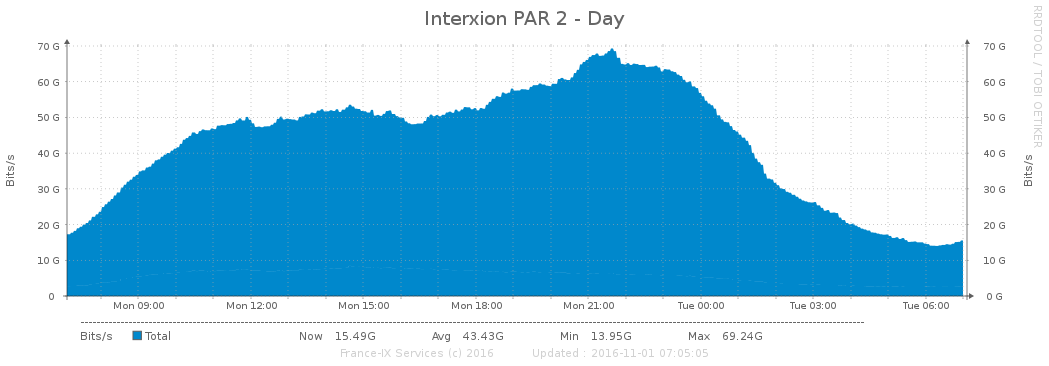 Interxion PAR 2 - Day
RRDTOOL / TOBI OETIKER
70 G 70 G
60 G 60 G
50 G 50 G
40 G 40 G
30 G 30 G
20 G 20 G
10 G 10 G
0 0 G
Bits/s
Bits/s
Mon 09:00 Mon 12:00 Mon 15:00 Mon 18:00 Mon 21:00 Tue 00:00 Tue 03:00 Tue 06:00
Bits/s Total Now 15.49G Avg 43.43G Min 13.95G Max 69.24G
France-IX Services (c) 2016 Updated : 2016-11-01 07:05:05